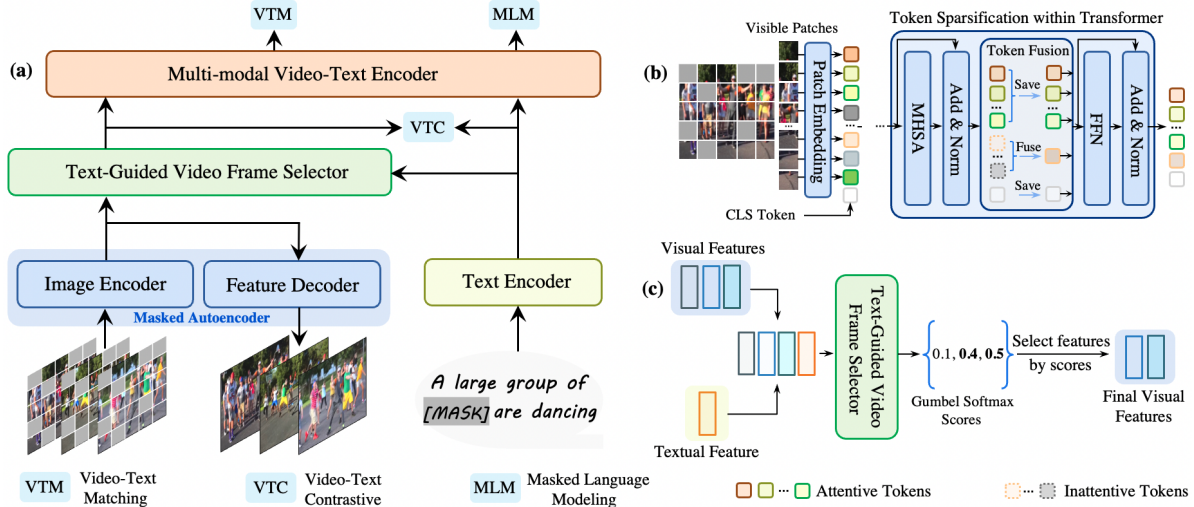 VTM
MLM
(a)
Multi-modal Video-Text Encoder
VTC
Text-Guided Video Frame Selector
Image Encoder
Feature Decoder
Masked Autoencoder
Text Encoder
A large group of
[MASK] are dancing
VTM
Video-Text
Matching
VTC
Video-Text
Contrastive
MLM
Masked Language
Modeling
(b)
Visible Patches
Patch Embedding
...
CLS Token
Token Sparsification within Transformer
MHSA
Add & Norm
Token Fusion
Save
...
Fuse
...
Save
FFN
Add & Norm
(c)
Visual Features
Textual Feature
Text-Guided Video
Frame Selector
0.1, 0.4, 0.5
Gumbel Softmax
Scores
Select features
by scores
Final Visual
Features
... Attentive Tokens
... Inattentive Tokens